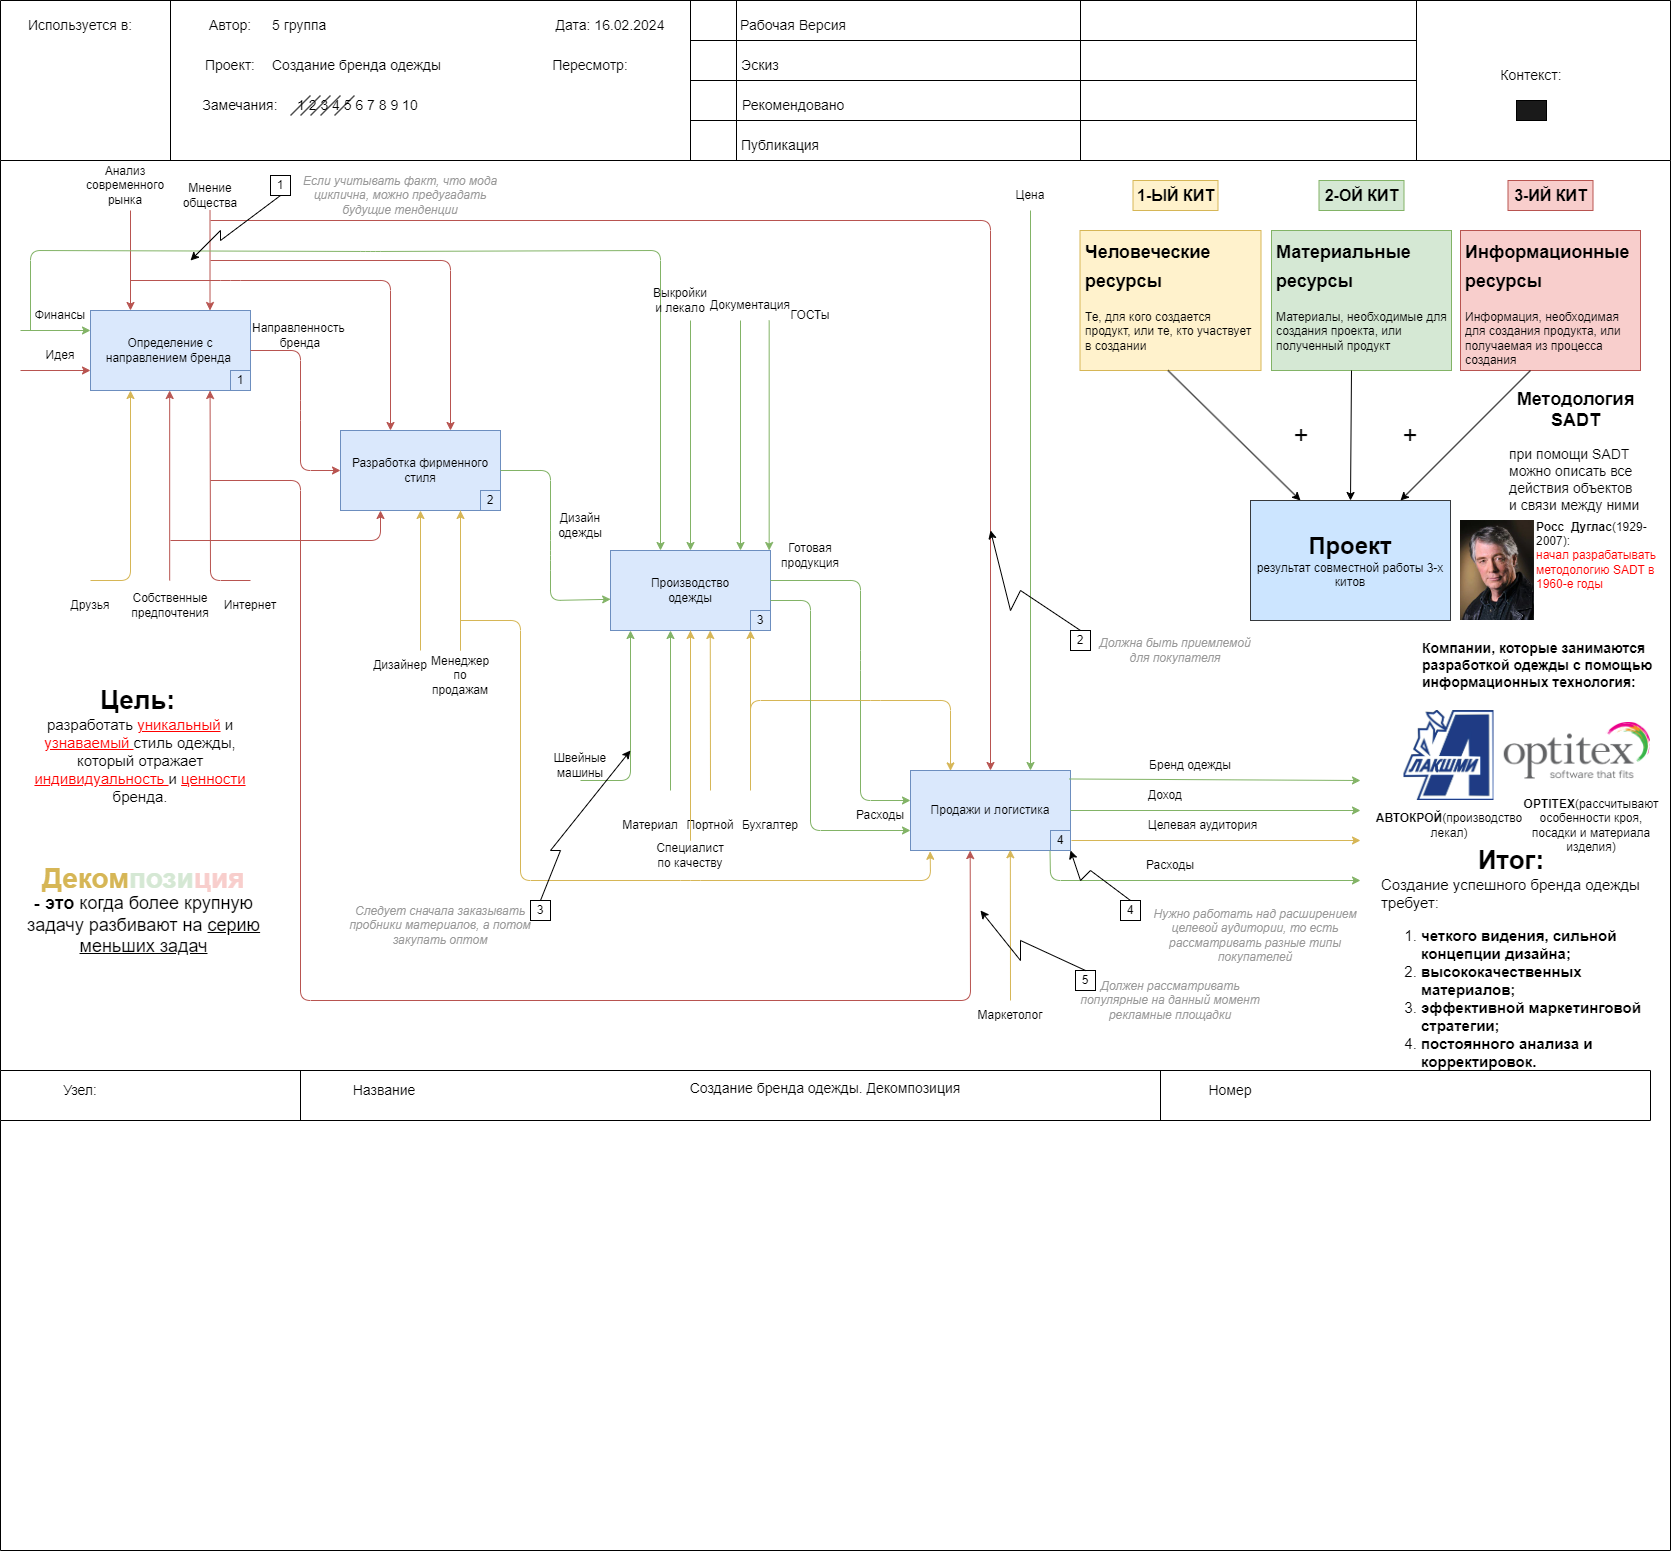 Используется в:
Автор: 5 группа
Дата: 16.02.2024
Проект: Создание бренда одежды
Пересмотр:
Замечания: 1 2 3 4 5 6 7 8 9 10
Рабочая Версия
Эскиз
Рекомендовано
Публикация
Контекст:
Анализ
современного
рынка
Мнение
общества
1
Если учитывать факт, что мода
циклична, можно предугадать
будущие тенденции
Цена
1-ЫЙ КИТ
2-ОЙ КИТ
3-ИЙ КИТ
Человеческие
ресурсы
Те, для кого создается
продукт, или те, кто участвует
в создании
Материальные
ресурсы
Материалы, необходимые для
создания проекта, или
полученный продукт
Информационные
ресурсы
Информация, необходимая
для создания продукта, или
получаемая из процесса
создания
Финансы
Идея
Определение с
направлением бренда
1
Направленность
бренда
Выкройки
и лекало
Документация
ГОСТы
Разработка фирменного
стиля
2
Дизайн
одежды
Производство
одежды
3
Готовая
продукция
Друзья
Собственные
предпочтения
Интернет
Дизайнер
Менеджер
по
продажам
+
+
Методология
SADT
при помощи SADT
можно описать все
действия объектов
и связи между ними
Проект
результат совместной работы 3-х
китов
Росс Дуглас(1929-
2007):
начал разрабатывать
методологию SADT в
1960-е годы
2
Должна быть приемлемой
для покупателя
Компании, которые занимаются
разработкой одежды с помощью
информационных технология:
ЛАКШМИ
optitex
software that fits
АВТОКРОЙ(производство
лекал)
OPTITEX(рассчитывают
особенности кроя,
посадки и материала
изделия)
Цель:
разработать уникальный и
узнаваемый стиль одежды,
который отражает
индивидуальность и ценности
бренда.
Швейные
машины
Материал
Портной
Бухгалтер
Специалист
по качеству
Расходы
Продажи и логистика
4
Бренд одежды
Доход
Целевая аудитория
Расходы
Декомпозиция
- это когда более крупную
задачу разбивают на серию
меньших задач
Следует сначала заказывать
пробники материалов, а потом
закупать оптом
3
4
Нужно работать над расширением
целевой аудитории, то есть
рассматривать разные типы
покупателей
5
Должен рассматривать
популярные на данный момент
рекламные площадки
Маркетолог
Итог:
Создание успешного бренда одежды
требует:
1. четкого видения, сильной
концепции дизайна;
2. высококачественных
материалов;
3. эффективной маркетинговой
стратегии;
4. постоянного анализа и
корректировок.
Узел:
Название
Создание бренда одежды. Декомпозиция
Номер